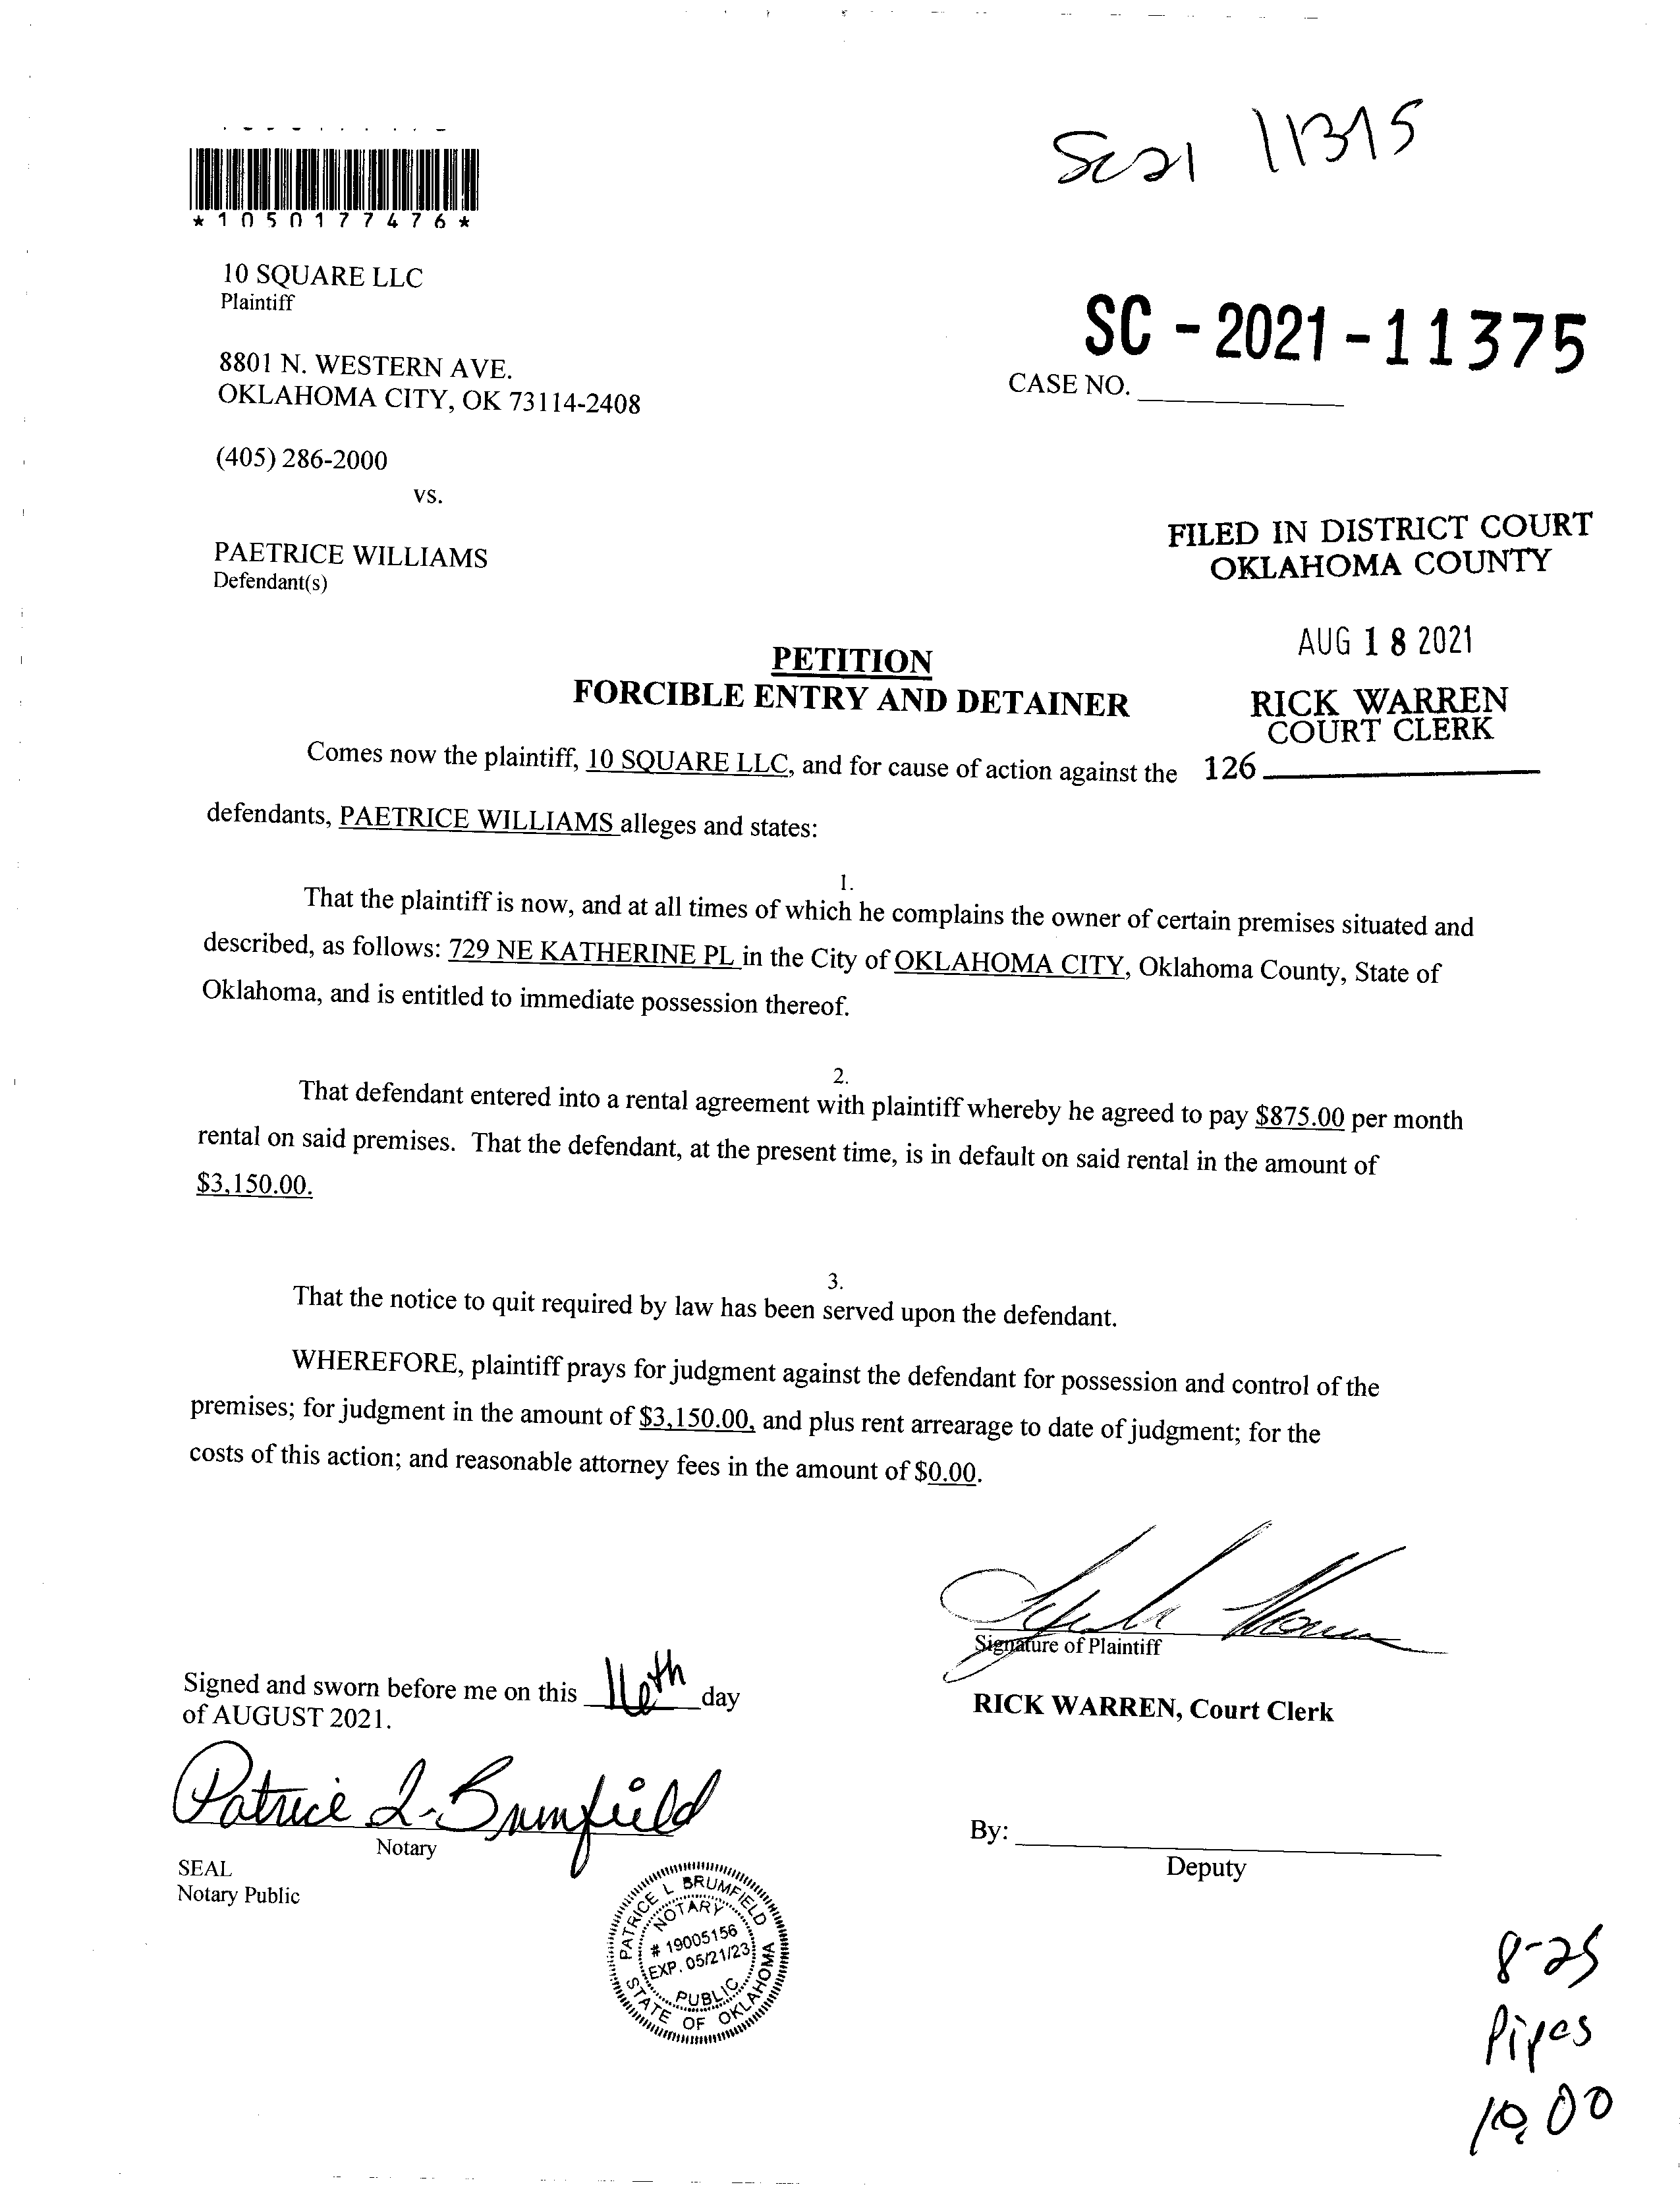 SC21 11375
*1050177476*
10 SQUARE LLC
Plaintiff
8801 N. WESTERN AVE.
OKLAHOMA CITY, OK 73114-2408
SC - 2021 - 11375
CASE NO.
(405) 286-2000
vs.
PAETRICE WILLIAMS
Defendant(s)
FILED IN DISTRICT COURT
OKLAHOMA COUNTY
AUG 18 2021
RICK WARREN
COURT CLERK
126
PETITION
FORCIBLE ENTRY AND DETAINER
Comes now the plaintiff, 10 SQUARE LLC, and for cause of action against the
defendants, PAETRICE WILLIAMS alleges and states:
1.
That the plaintiff is now, and at all times of which he complains the owner of certain premises situated and
described, as follows: 729 NE KATHERINE PL in the City of OKLAHOMA CITY, Oklahoma County, State of
Oklahoma, and is entitled to immediate possession thereof.
2.
That defendant entered into a rental agreement with plaintiff whereby he agreed to pay $875.00 per month
rental on said premises. That the defendant, at the present time, is in default on said rental in the amount of
$3,150.00.
3.
That the notice to quit required by law has been served upon the defendant.
WHEREFORE, plaintiff prays for judgment against the defendant for possession and control of the
premises; for judgment in the amount of $3,150.00, and plus rent arrearage to date of judgment; for the
costs of this action; and reasonable attorney fees in the amount of $0.00.
Signature of Plaintiff
Signed and sworn before me on this 16th day
of AUGUST 2021.
RICK WARREN, Court Clerk
Patrice L. Brumfield
Notary
SEAL
Notary Public
By:
Deputy
PATRICE L BRUMFIELD
NOTARY
# 19005156
EXP. 05/21/23
PUBLIC
STATE OF OKLAHOMA
8-25
Pipes
10,00